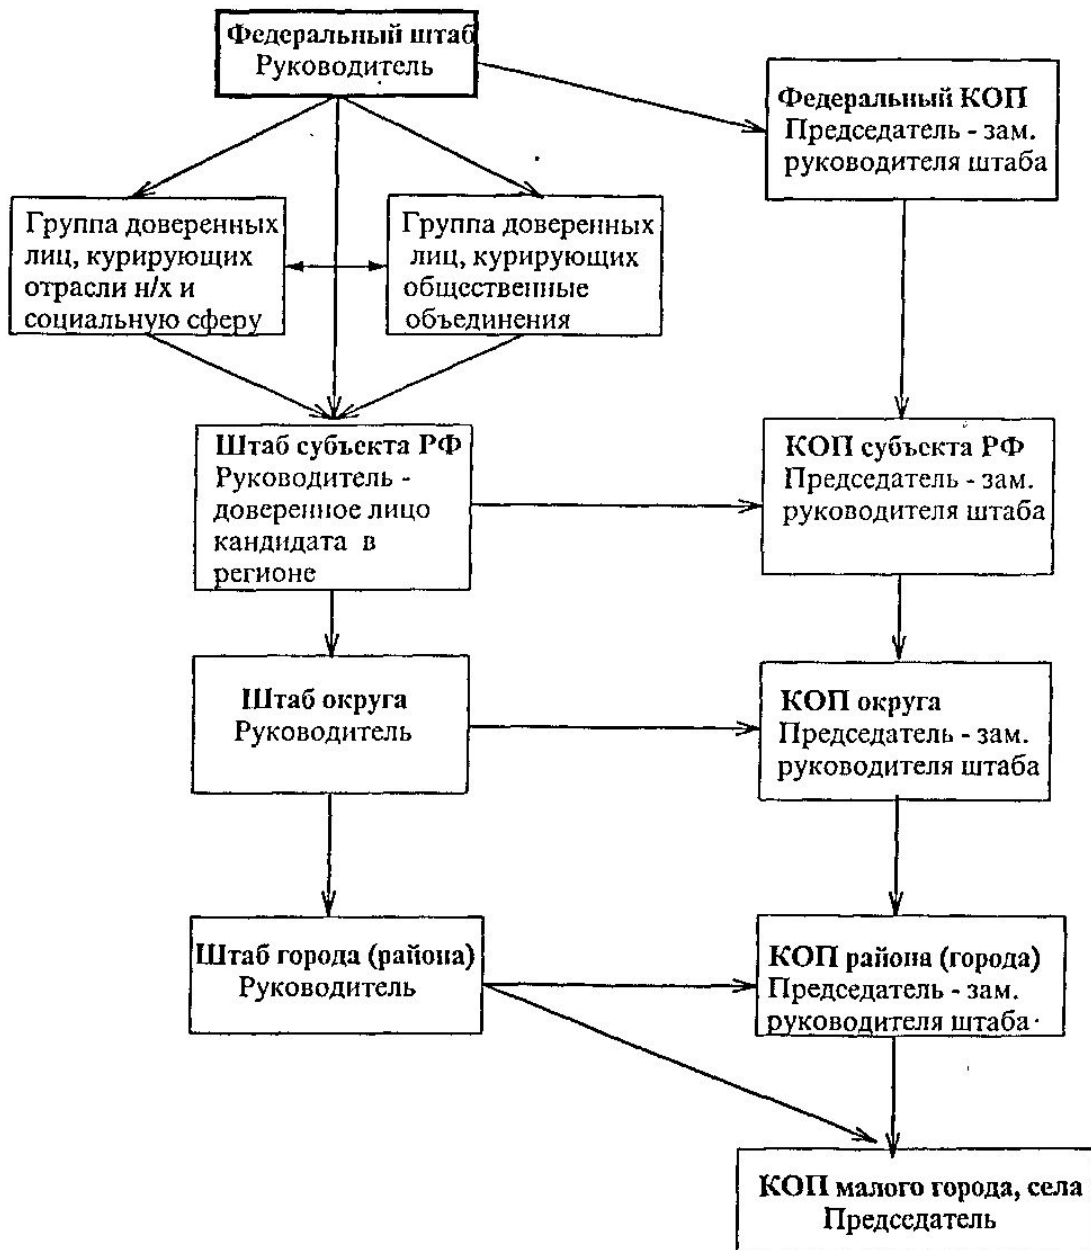 Федеральный штаб
Руководитель
Федеральный КОП
Председатель - зам.
руководителя штаба
Группа доверенных
лиц, курирующих
отрасли н/х и
социальную сферу
Группа доверенных
лиц, курирующих
общественные
объединения
Штаб субъекта РФ
Руководитель -
доверенное лицо
кандидата в
регионе
КОП субъекта РФ
Председатель - зам.
руководителя штаба
Штаб округа
Руководитель
КОП округа
Председатель - зам.
руководителя штаба
Штаб города (района)
Руководитель
КОП района (города)
Председатель - зам.
руководителя штаба
КОП малого города, села
Председатель